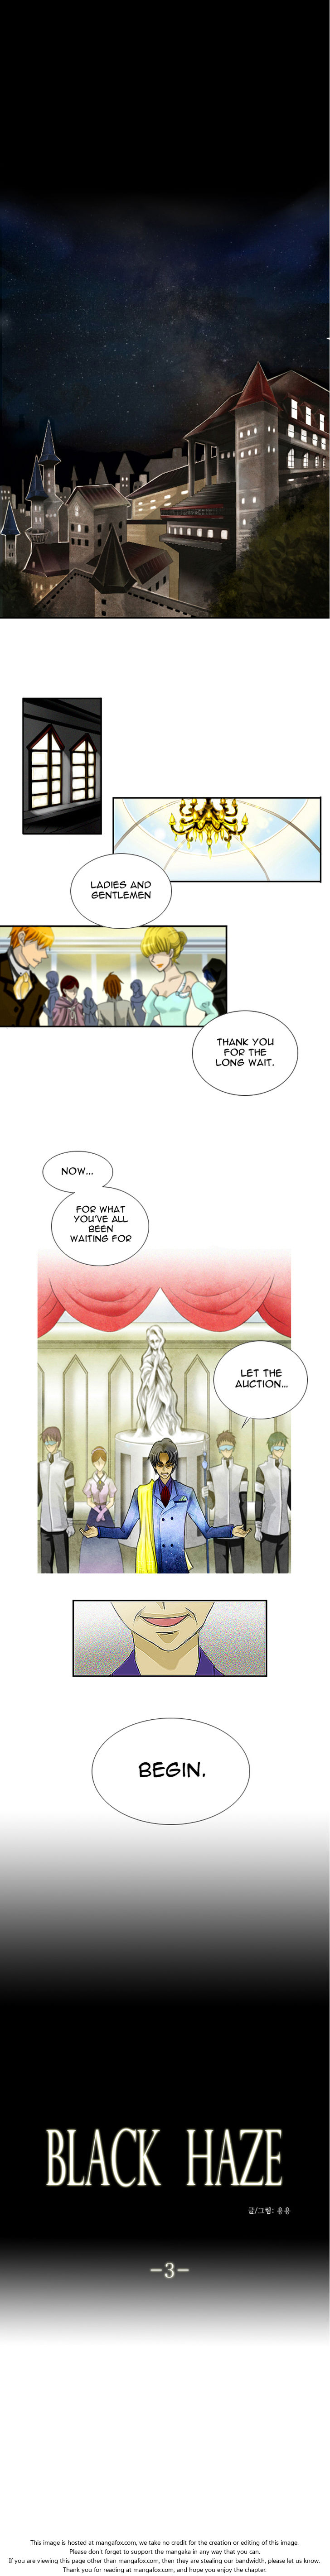 LADIES AND
GENTLEMEN
THANK YOU
FOR THE
LONG WAIT.
NOW...
FOR WHAT
YOU'VE ALL
BEEN
WAITING FOR
LET THE
AUCTION...
BEGIN.
BLACK HAZE
글/그림: 용용
-3-
This image is hosted at mangafox.com, we take no credit for the creation or editing of this image.
Please don't forget to support the mangaka in any way that you can.
If you are viewing this page other than mangafox.com, then they are stealing our bandwidth, please let us know.
Thank you for reading at mangafox.com, and hope you enjoy the chapter.